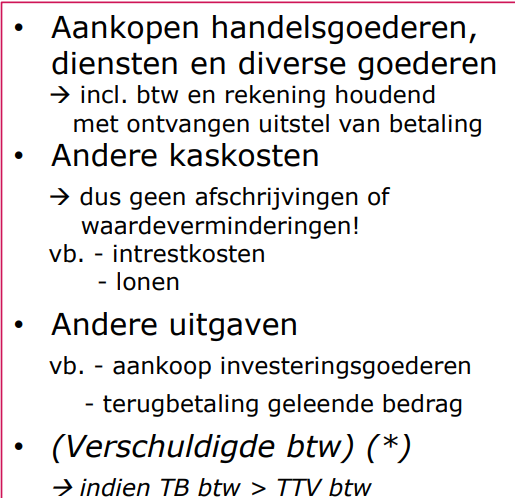 • Aankopen handelsgoederen,
diensten en diverse goederen
→ incl. btw en rekening houdend
met ontvangen uitstel van betaling
• Andere kaskosten
→ dus geen afschrijvingen of
waardeverminderingen!
vb. - intrestkosten
- lonen
• Andere uitgaven
vb. - aankoop investeringsgoederen
- terugbetaling geleende bedrag
• (Verschuldigde btw) (*)
→ indien TB btw > TTV btw